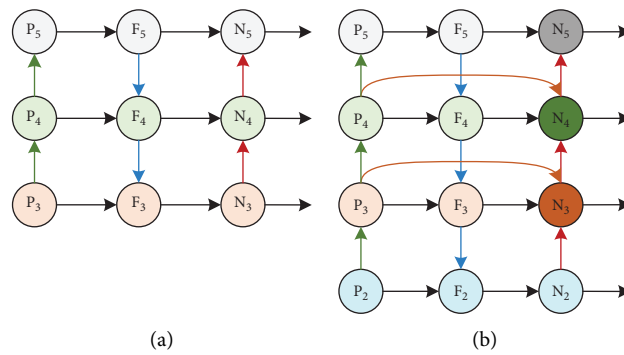 P5 F5 N5 P5 F5 N5
P4 F4 N4 P4 F4 N4
P3 F3 N3 P3 F3 N3
P2 F2 N2
(a) (b)